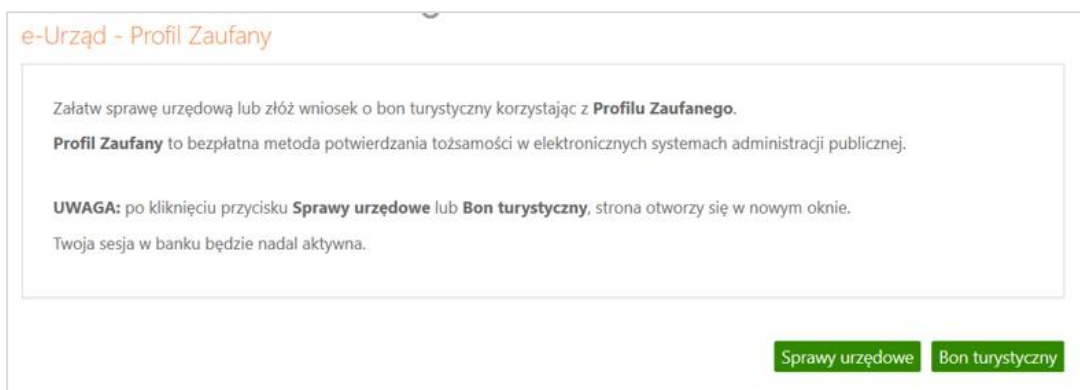 e-Urząd - Profil Zaufany
Załatw sprawę urzędową lub złóż wniosek o bon turystyczny korzystając z Profilu Zaufanego.
Profil Zaufany to bezpłatna metoda potwierdzania tożsamości w elektronicznych systemach administracji publicznej.
UWAGA: po kliknięciu przycisku Sprawy urzędowe lub Bon turystyczny, strona otworzy się w nowym oknie.
Twoja sesja w banku będzie nadal aktywna.
Sprawy urzędowe Bon turystyczny